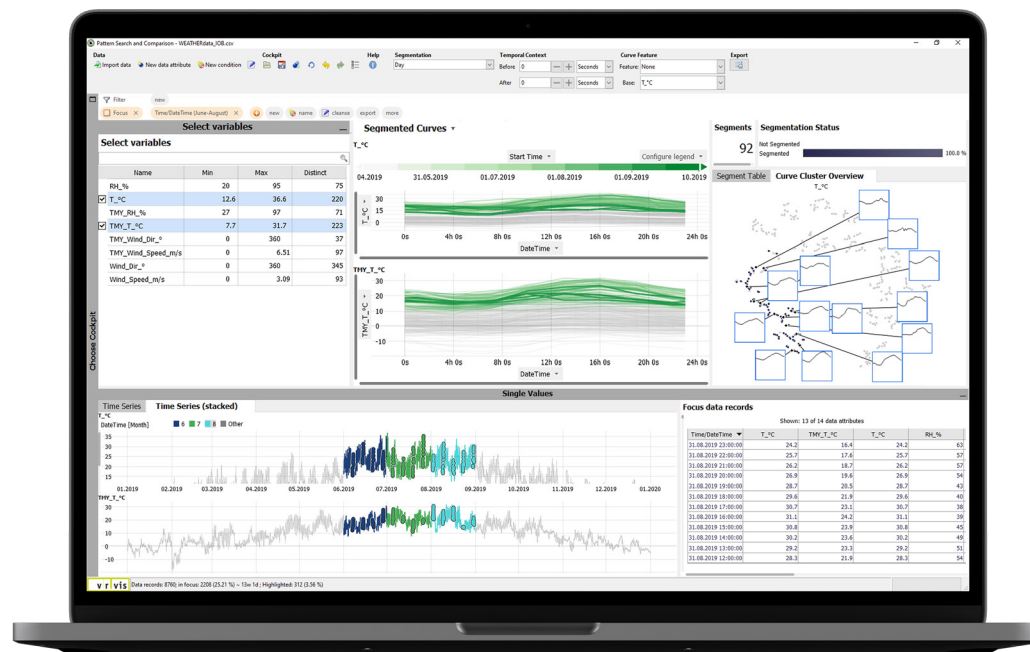 Pattern Search and Comparison - WEATHERdata_IOB.csv
Data Cockpit Help Segmentation Temporal Context Curve Feature Export
Import data New data attribute New condition Day Before 0 Seconds Feature: None
After 0 Seconds Base: T_°C
Filter new
Focus × Time/DateTime (June-August) × new name cleanse export more
Choose Cockpit
Select variables
Select variables
Name Min Max Distinct
RH_% 20 95 75
T_°C 12.6 36.6 220
TMY_RH_% 27 97 71
TMY_T_°C 7.7 31.7 223
TMY_Wind_Dir_° 0 360 37
TMY_Wind_Speed_m/s 0 6.51 97
Wind_Dir_° 0 360 345
Wind_Speed_m/s 0 3.09 93
Segmented Curves
T_°C
Start Time Configure legend
04.2019 31.05.2019 01.07.2019 01.08.2019 01.09.2019 10.2019
T_°C
30
15
0
0s 4h 0s 8h 0s 12h 0s 16h 0s 20h 0s 24h 0s
DateTime
TMY_T_°C
TMY_T_°C
30
20
10
0
-10
0s 4h 0s 8h 0s 12h 0s 16h 0s 20h 0s 24h 0s
DateTime
Segments Segmentation Status
92
Not Segmented
Segmented 100.0 %
Segment Table Curve Cluster Overview
T_°C
Single Values
Time Series Time Series (stacked)
T_°C
DateTime [Month] 6 7 8 Other
35
30
25
20
15
01.2019 02.2019 03.2019 04.2019 05.2019 06.2019 07.2019 08.2019 09.2019 10.2019 11.2019 12.2019 01.2020
TMY_T_°C
30
20
10
0
-10
Focus data records
Shown: 13 of 14 data attributes
Time/DateTime T_°C TMY_T_°C T_°C RH_%
31.08.2019 23:00:00 24.2 16.4 24.2 63
31.08.2019 22:00:00 25.7 17.6 25.7 57
31.08.2019 21:00:00 26.2 18.7 26.2 57
31.08.2019 20:00:00 26.9 19.6 26.9 54
31.08.2019 19:00:00 28.7 20.5 28.7 43
31.08.2019 18:00:00 29.6 21.9 29.6 40
31.08.2019 17:00:00 30.7 23.1 30.7 38
31.08.2019 16:00:00 31.1 24.2 31.1 39
31.08.2019 15:00:00 30.8 23.9 30.8 45
31.08.2019 14:00:00 30.2 23.6 30.2 49
31.08.2019 13:00:00 29.2 23.3 29.2 51
31.08.2019 12:00:00 28.3 21.9 28.3 54
vrvis Data records: 8760; in focus: 2208 (25.21 %) ~ 13w 1d; Highlighted: 312 (3.56 %)